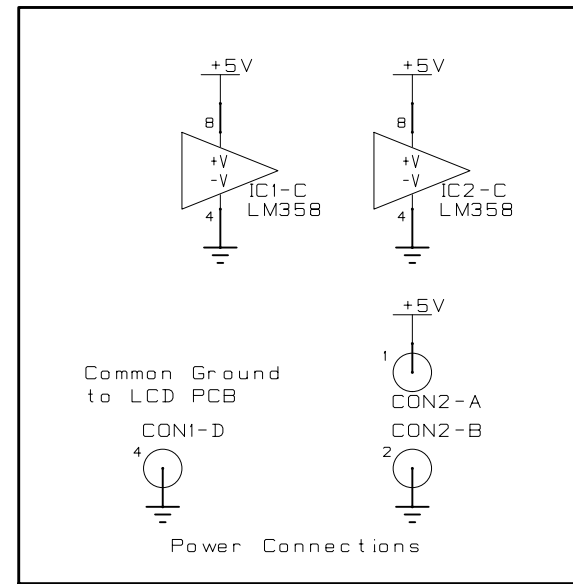 +5V
+5V
8
8
+V
+V
-V
-V
IC1-C
IC2-C
LM358
LM358
4
4
+5V
1
Common Ground
to LCD PCB
CON2-A
CON1-D
CON2-B
4
2
Power Connections